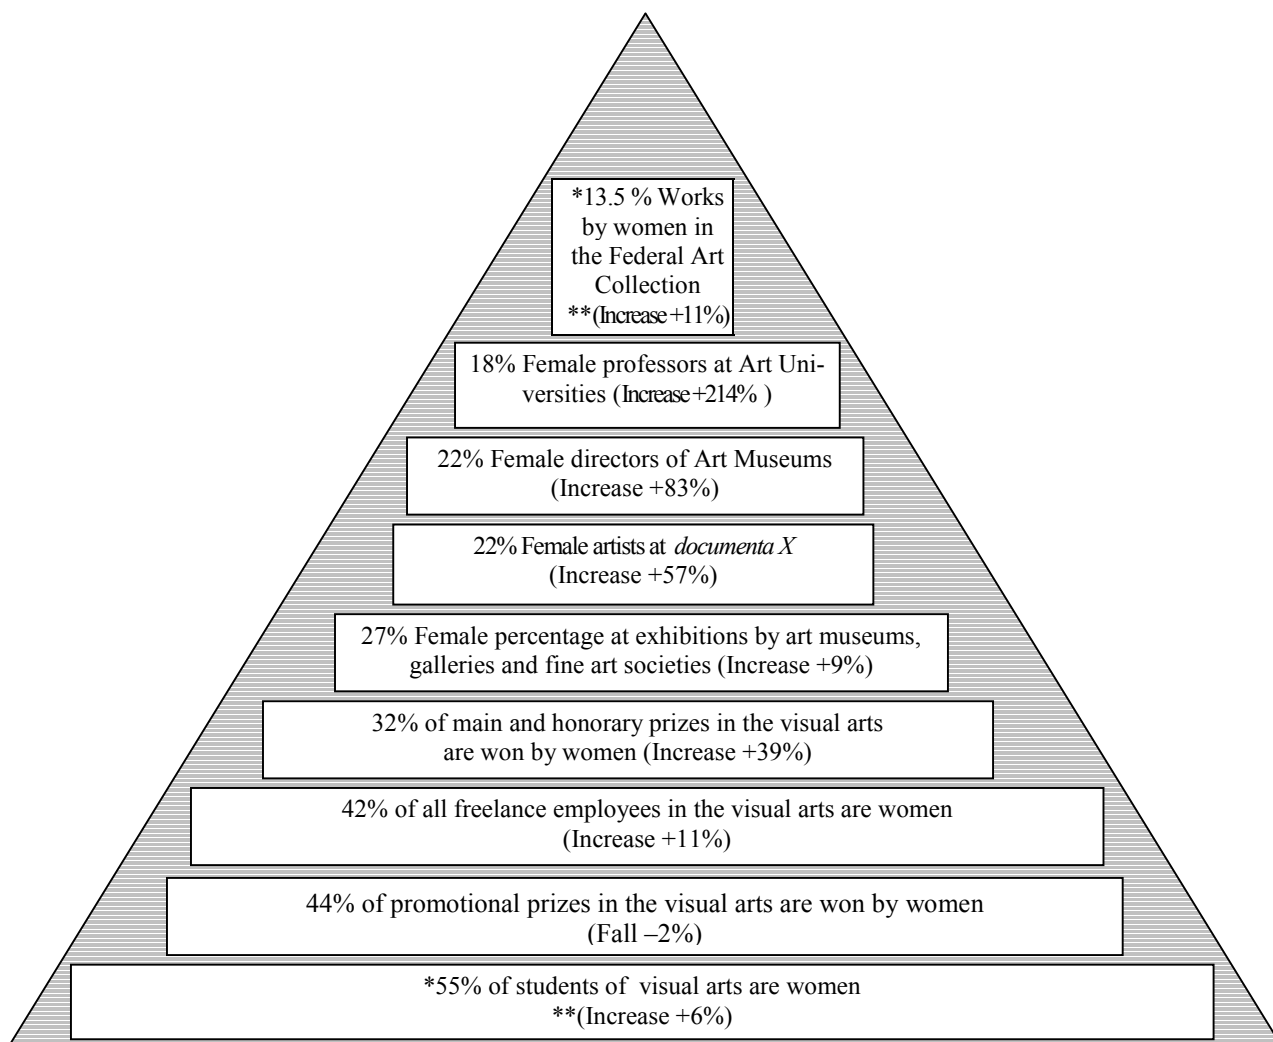 *13.5 % Works
by women in
the Federal Art
Collection
**(Increase +11%)
18% Female professors at Art Uni-
versities (Increase +214% )
22% Female directors of Art Museums
(Increase +83%)
22% Female artists at documenta X
(Increase +57%)
27% Female percentage at exhibitions by art museums,
galleries and fine art societies (Increase +9%)
32% of main and honorary prizes in the visual arts
are won by women (Increase +39%)
42% of all freelance employees in the visual arts are women
(Increase +11%)
44% of promotional prizes in the visual arts are won by women
(Fall –2%)
*55% of students of visual arts are women
**(Increase +6%)